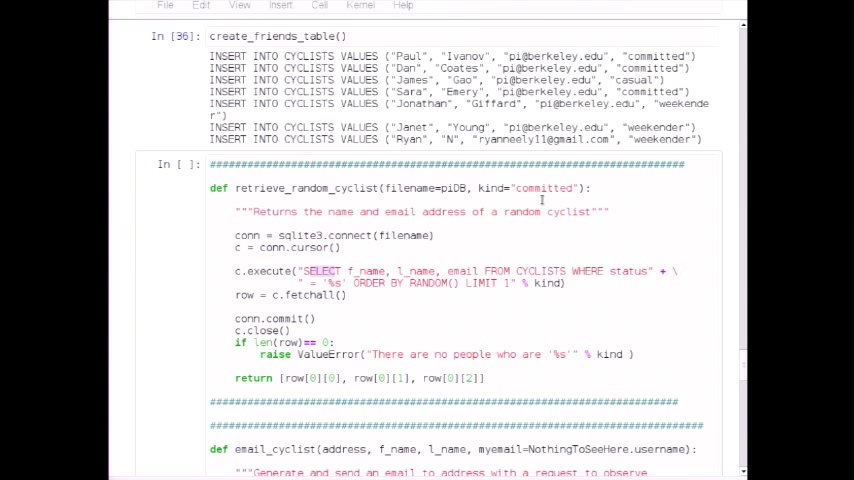 File Edit View Insert Cell Kernel Help
In [36]: create_friends_table()
INSERT INTO CYCLISTS VALUES ("Paul", "Ivanov", "pi@berkeley.edu", "committed")
INSERT INTO CYCLISTS VALUES ("Dan", "Coates", "pi@berkeley.edu", "committed")
INSERT INTO CYCLISTS VALUES ("James", "Gao", "pi@berkeley.edu", "casual")
INSERT INTO CYCLISTS VALUES ("Sara", "Emery", "pi@berkeley.edu", "committed")
INSERT INTO CYCLISTS VALUES ("Jonathan", "Giffard", "pi@berkeley.edu", "weekende
r")
INSERT INTO CYCLISTS VALUES ("Janet", "Young", "pi@berkeley.edu", "weekender")
INSERT INTO CYCLISTS VALUES ("Ryan", "N", "ryanneely11@gmail.com", "weekender")
In [ ]: ############################################################################
def retrieve_random_cyclist(filename=piDB, kind="committed"):
"""Returns the name and email address of a random cyclist"""
conn = sqlite3.connect(filename)
c = conn.cursor()
c.execute("SELECT f_name, l_name, email FROM CYCLISTS WHERE status" + \
" = '%s' ORDER BY RANDOM() LIMIT 1" % kind)
row = c.fetchall()
conn.commit()
c.close()
if len(row)== 0:
raise ValueError("There are no people who are '%s'" % kind )
return [row[0][0], row[0][1], row[0][2]]
###########################################################################
###############################################################################
def email_cyclist(address, f_name, l_name, myemail=NothingToSeeHere.username):
"""Generate and send an email to address with a request to observe